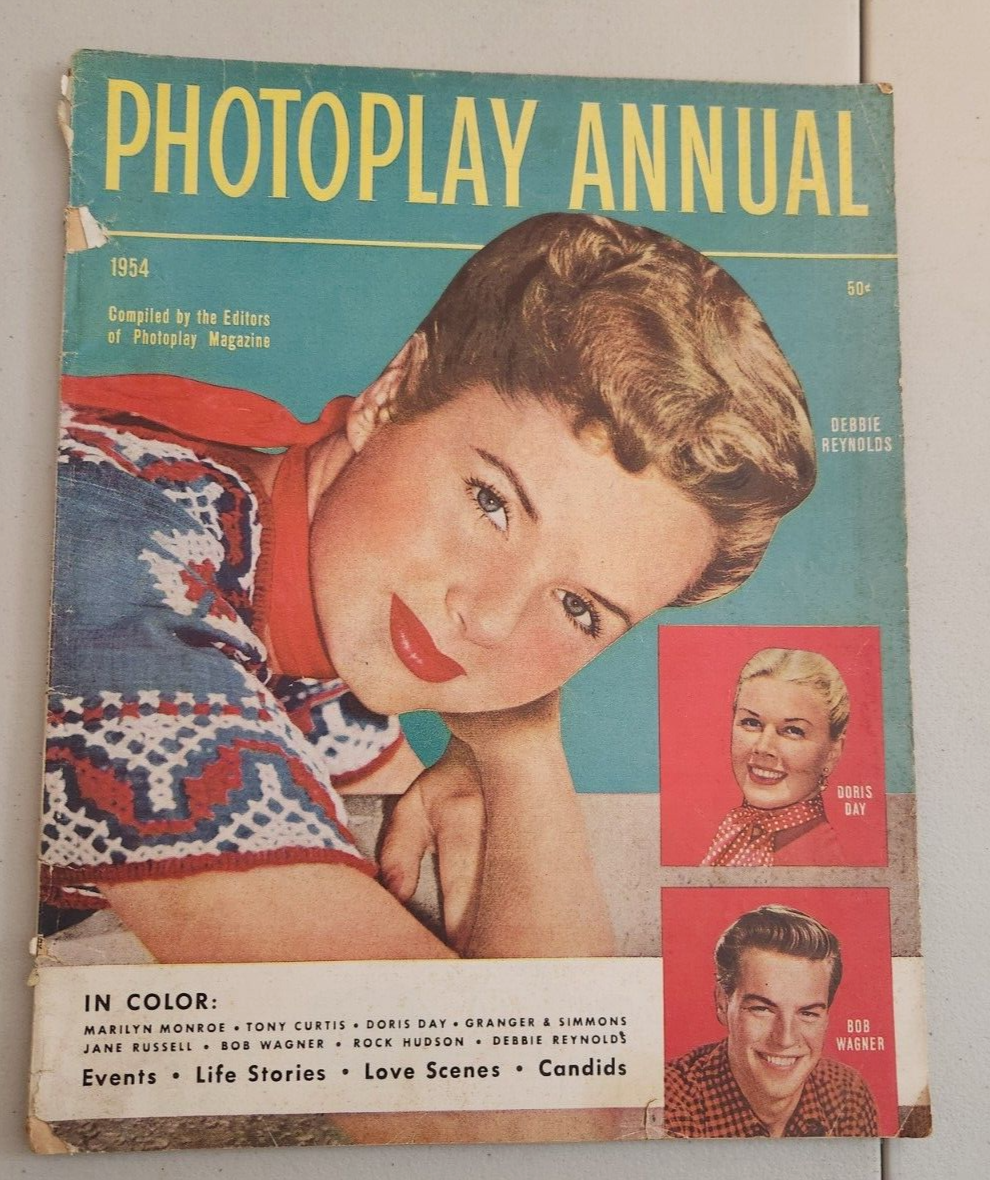 PHOTOPLAY ANNUAL
1954
50¢
Compiled by the Editors
of Photoplay Magazine
DEBBIE
REYNOLDS
DORIS
DAY
BOB
WAGNER
IN COLOR:
MARILYN MONROE • TONY CURTIS • DORIS DAY • GRANGER & SIMMONS
JANE RUSSELL • BOB WAGNER • ROCK HUDSON • DEBBIE REYNOLDS
Events • Life Stories • Love Scenes • Candids